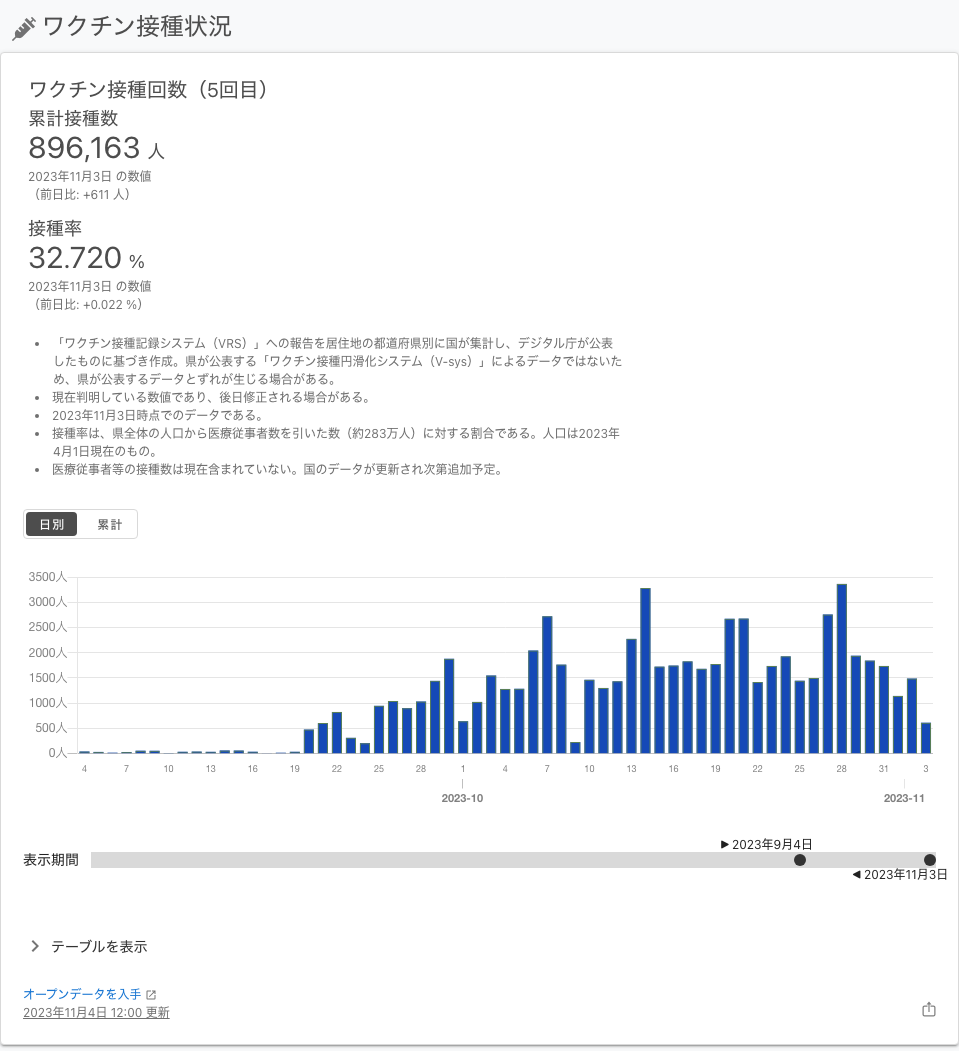 ワクチン接種状況
ワクチン接種回数（5回目）
累計接種数
896,163 人
2023年11月3日 の数値
（前日比: +611 人）
接種率
32.720 %
2023年11月3日 の数値
（前日比: +0.022 %）
• 「ワクチン接種記録システム（VRS）」への報告を居住地の都道府県別に国が集計し、デジタル庁が公表
したものに基づき作成。県が公表する「ワクチン接種円滑化システム（V-sys）」によるデータではないた
め、県が公表するデータとずれが生じる場合がある。
• 現在判明している数値であり、後日修正される場合がある。
• 2023年11月3日時点でのデータである。
• 接種率は、県全体の人口から医療従事者数を引いた数（約283万人）に対する割合である。人口は2023年
4月1日現在のもの。
• 医療従事者等の接種数は現在含まれていない。国のデータが更新され次第追加予定。
日別 累計
3500人
3000人
2500人
2000人
1500人
1000人
500人
0人
4 7 10 13 16 19 22 25 28 1 4 7 10 13 16 19 22 25 28 31 3
2023-10 2023-11
▶ 2023年9月4日
表示期間
◀ 2023年11月3日
テーブルを表示
オープンデータを入手
2023年11月4日 12:00 更新